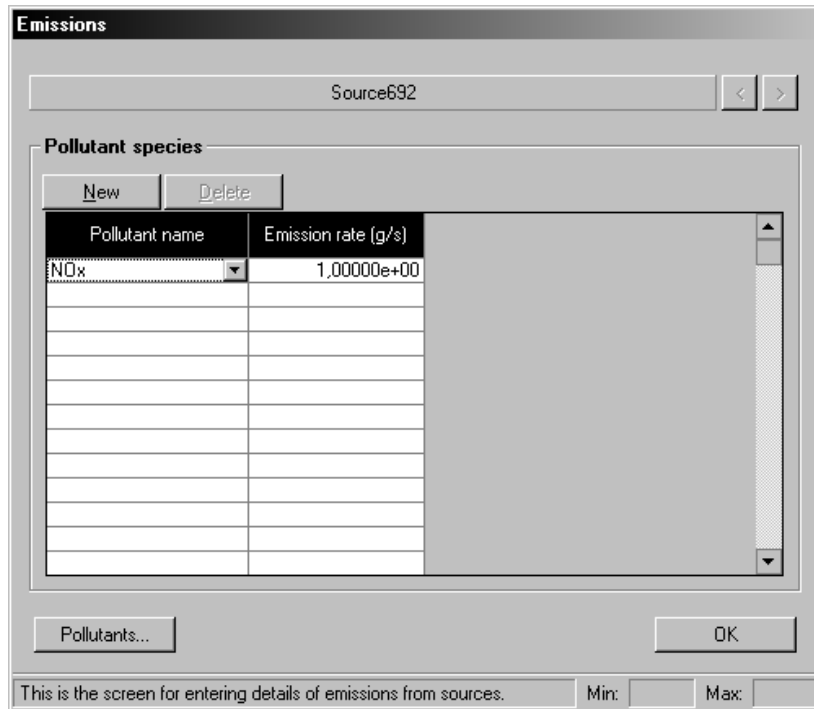 Emissions
Source692
< >
Pollutant species
New Delete
Pollutant name Emission rate (g/s)
NOx 1,00000e+00
Pollutants... OK
This is the screen for entering details of emissions from sources. Min: Max: